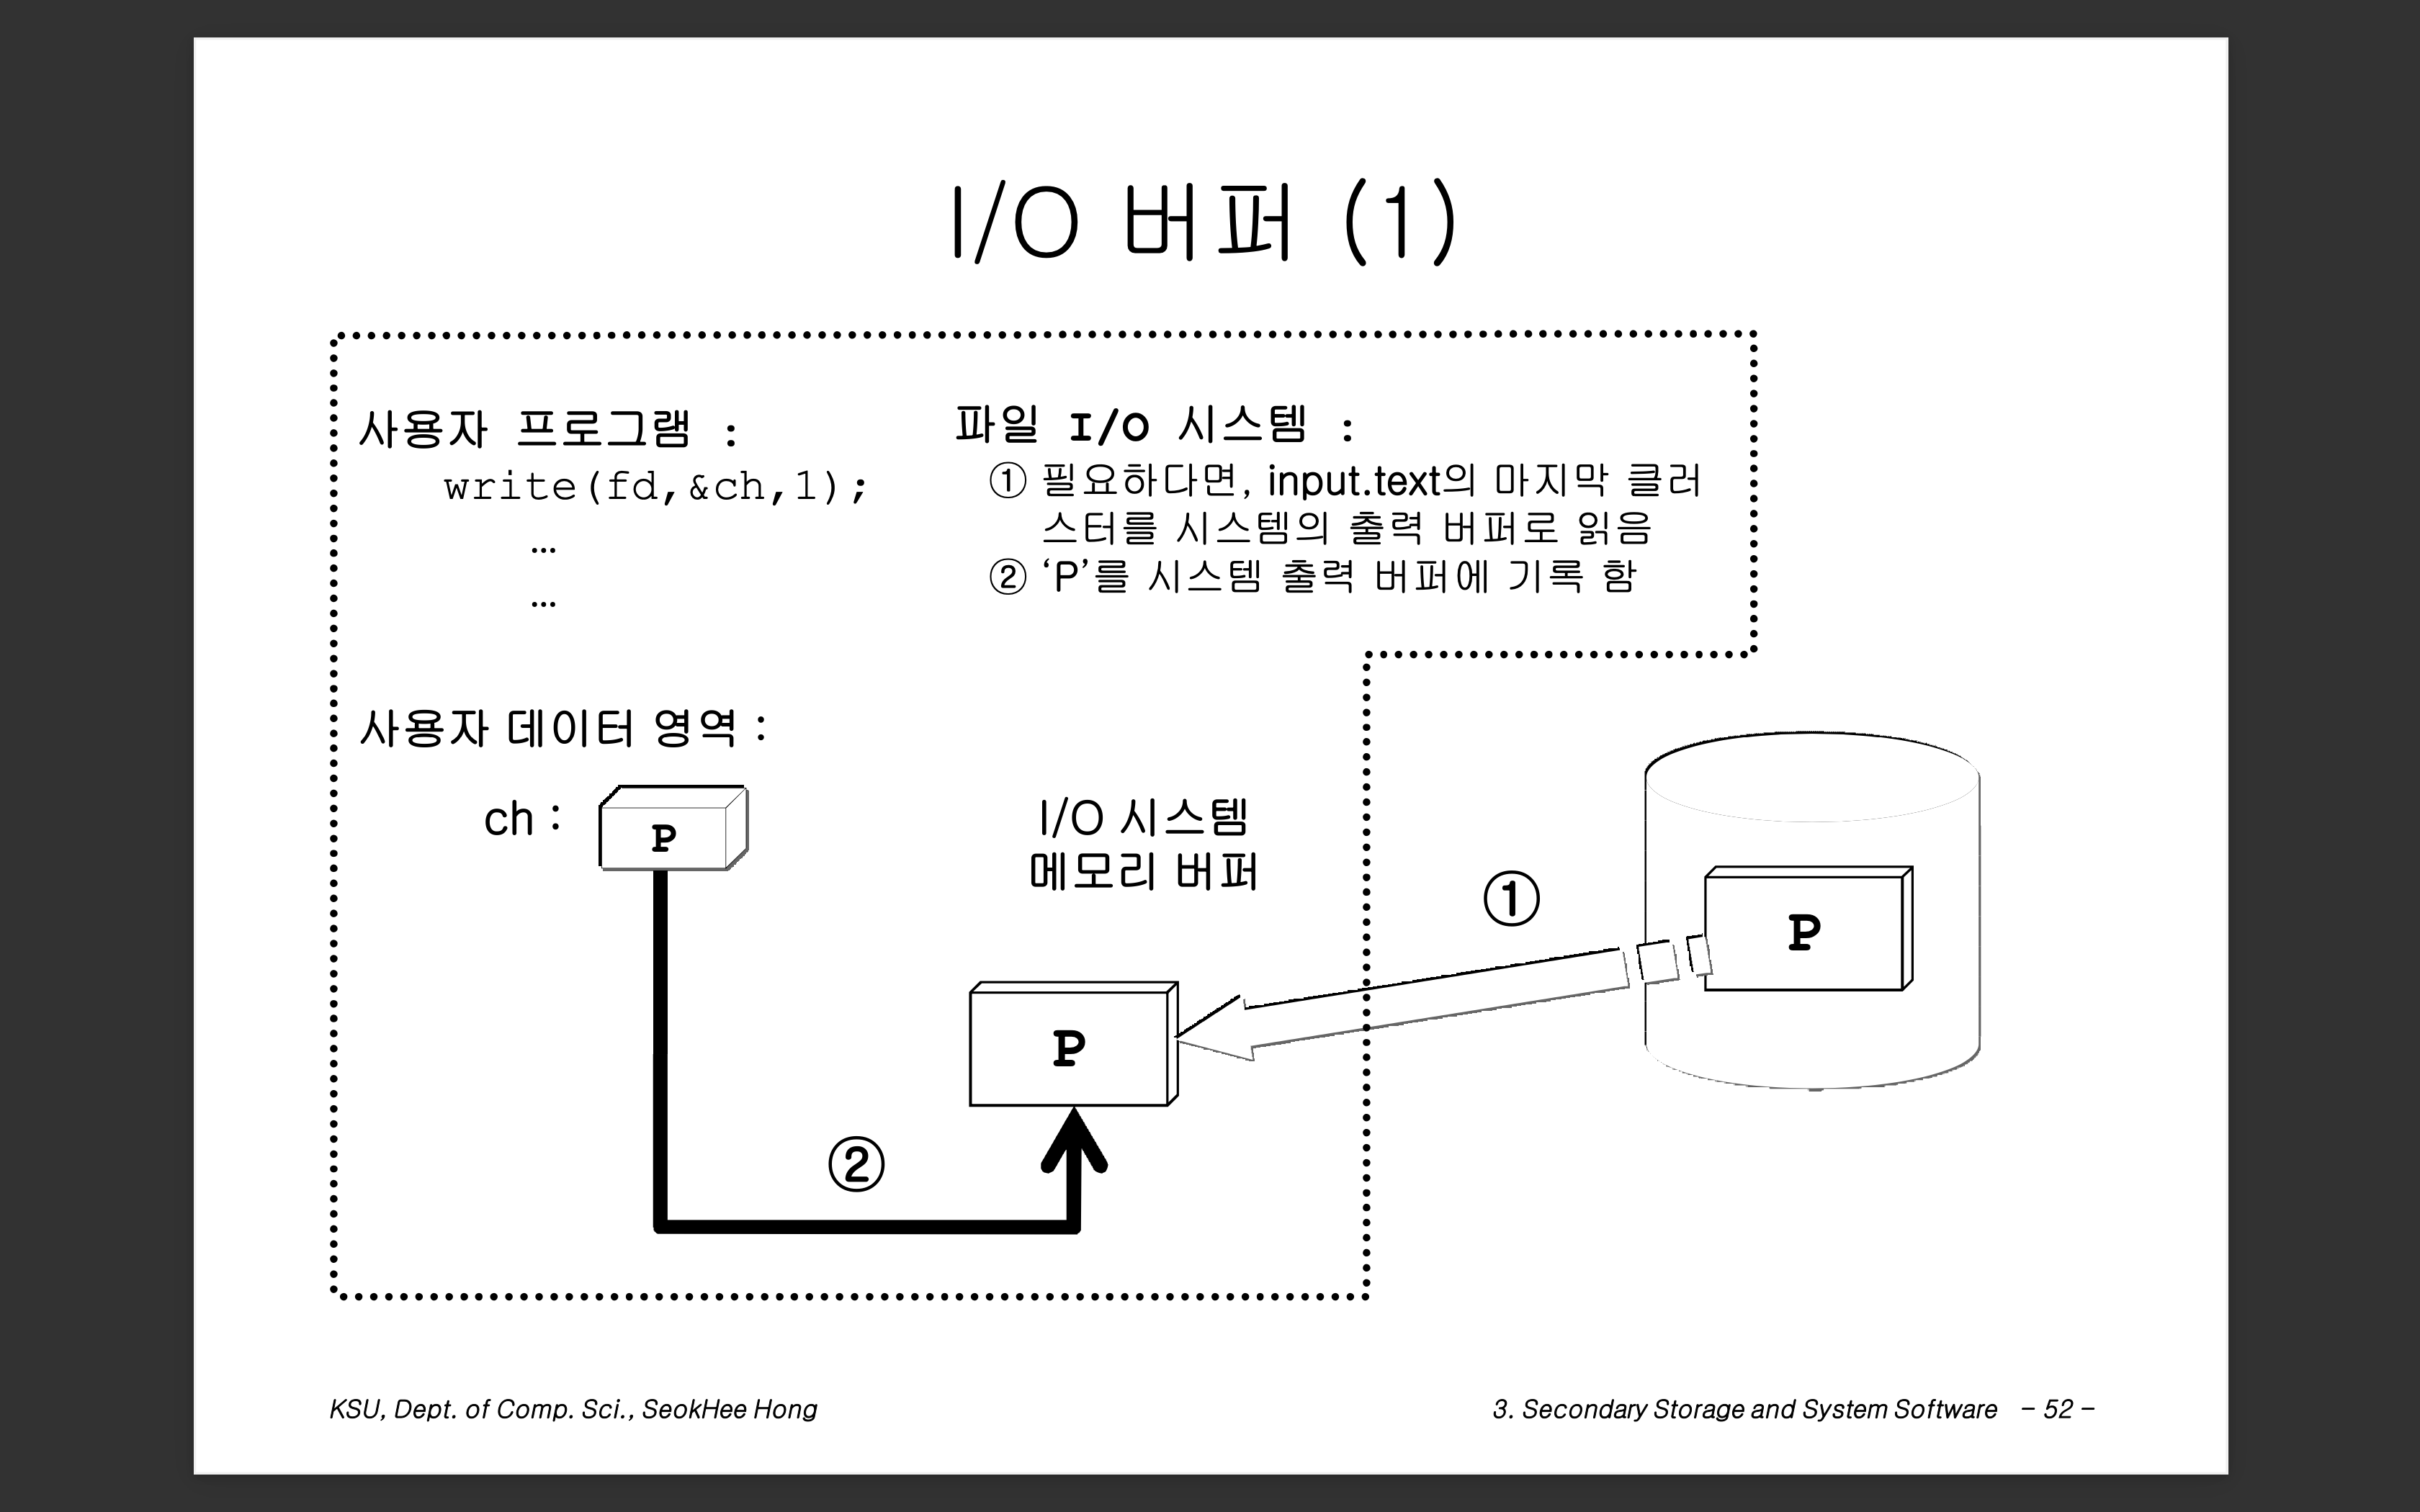 I/O 버퍼 (1)
사용자 프로그램 :
write(fd,&ch,1);
…
…
파일 I/O 시스템 :
① 필요하다면, input.text의 마지막 클러
스터를 시스템의 출력 버퍼로 읽음
② ‘P’를 시스템 출력 버퍼에 기록 함
사용자 데이터 영역 :
ch :
P
I/O 시스템
메모리 버퍼
①
P
P
②
KSU, Dept. of Comp. Sci., SeokHee Hong
3. Secondary Storage and System Software - 52 -